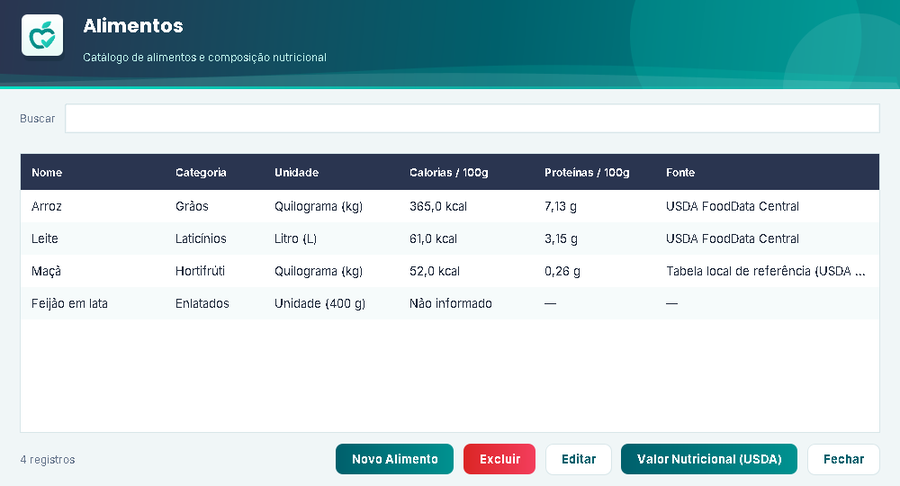 Alimentos
Catálogo de alimentos e composição nutricional
Buscar
Nome Categoria Unidade Calorias / 100g Proteínas / 100g Fonte
Arroz Grãos Quilograma (kg) 365,0 kcal 7,13 g USDA FoodData Central
Leite Laticínios Litro (L) 61,0 kcal 3,15 g USDA FoodData Central
Maçã Hortifrúti Quilograma (kg) 52,0 kcal 0,26 g Tabela local de referência (USDA ...
Feijão em lata Enlatados Unidade (400 g) Não informado — —
4 registros Novo Alimento Excluir Editar Valor Nutricional (USDA) Fechar